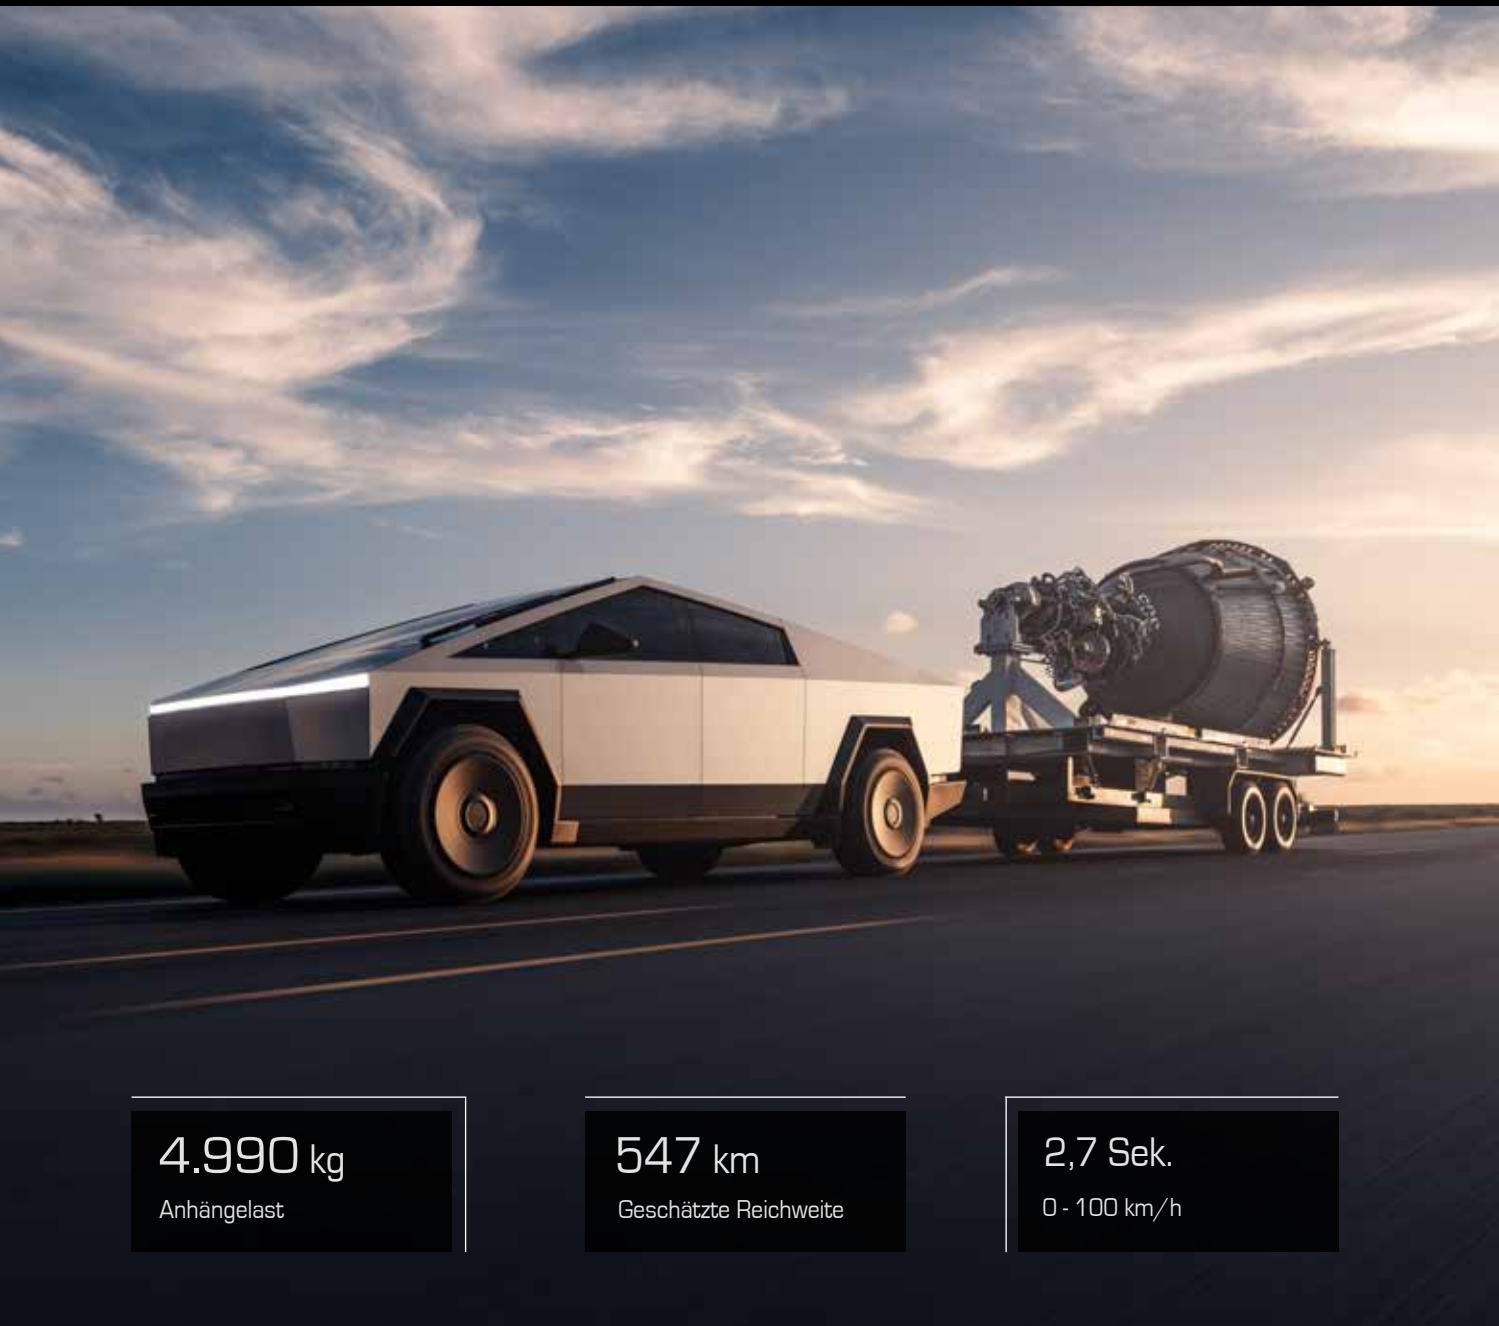 4.990 kg
Anhängelast
547 km
Geschätzte Reichweite
2,7 Sek.
0 - 100 km/h